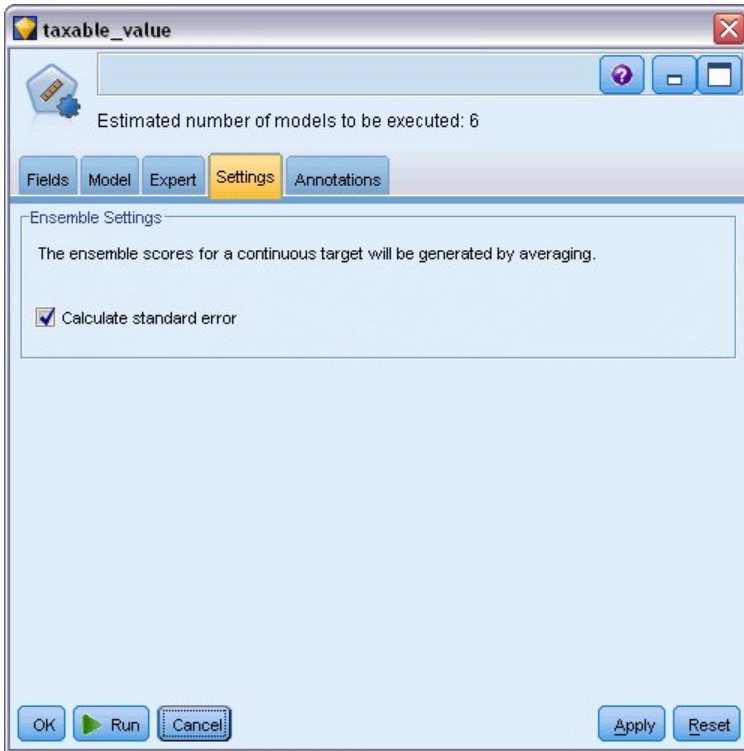 taxable_value
Estimated number of models to be executed: 6
Fields Model Expert Settings Annotations
Ensemble Settings
The ensemble scores for a continuous target will be generated by averaging.
Calculate standard error
OK Run Cancel Apply Reset